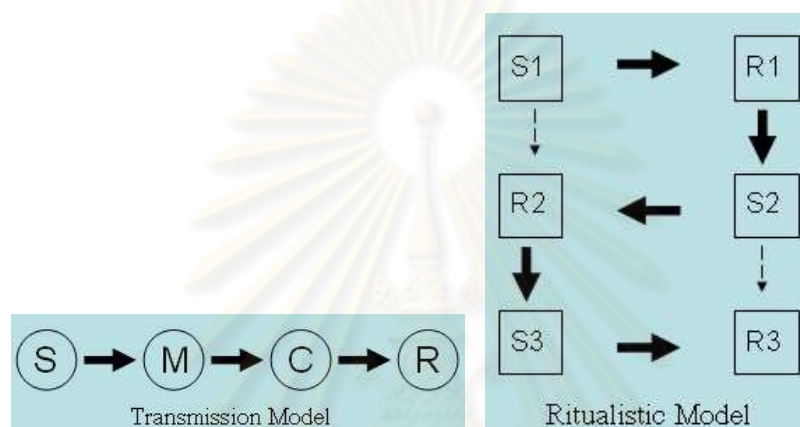 S M C R
Transmission Model
S1 R1
R2 S2
S3 R3
Ritualistic Model